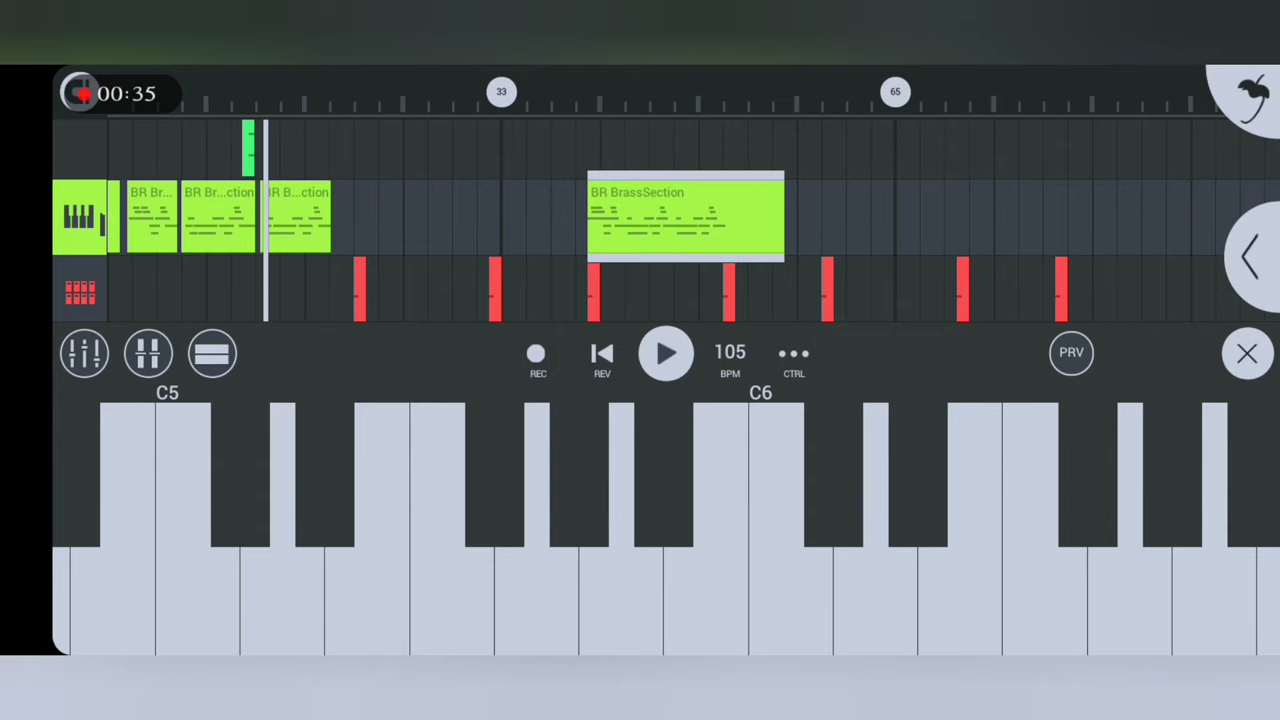 00:35
33
65
BR Br...
BR Br...ction
BR B...ction
BR BrassSection
REC
REV
105
BPM
CTRL
PRV
C5
C6